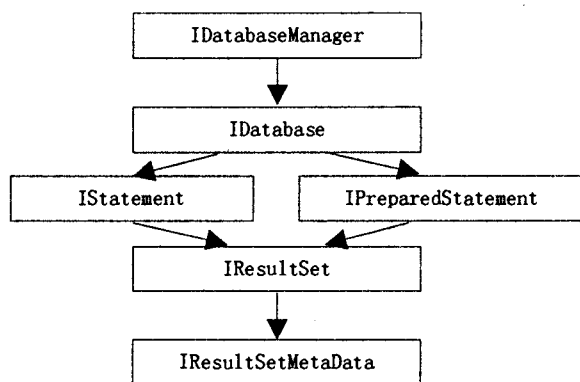 IDatabaseManager
IDatabase
IStatement
IPreparedStatement
IResultSet
IResultSetMetaData